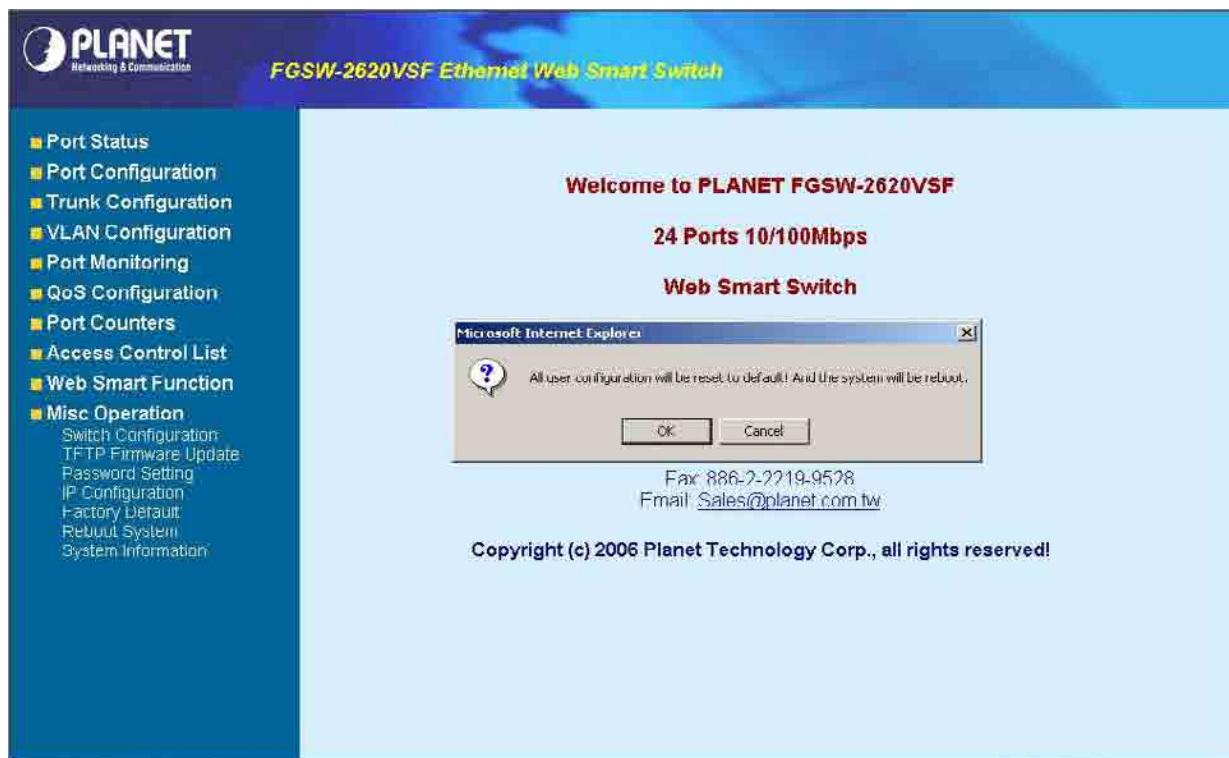 PLANET
Networking & Communication
FGSW-2620VSF Ethernet Web Smart Switch
Port Status
Port Configuration
Trunk Configuration
VLAN Configuration
Port Monitoring
QoS Configuration
Port Counters
Access Control List
Web Smart Function
Misc Operation
Switch Configuration
TFTP Firmware Update
Password Setting
IP Configuration
Factory Default
Reboot System
System Information
Welcome to PLANET FGSW-2620VSF
24 Ports 10/100Mbps
Web Smart Switch
Microsoft Internet Explorer
All user configuration will be reset to default! And the system will be reboot.
OK
Cancel
Fax: 886-2-2219-9528
Email: Sales@planet.com.tw
Copyright (c) 2006 Planet Technology Corp., all rights reserved!